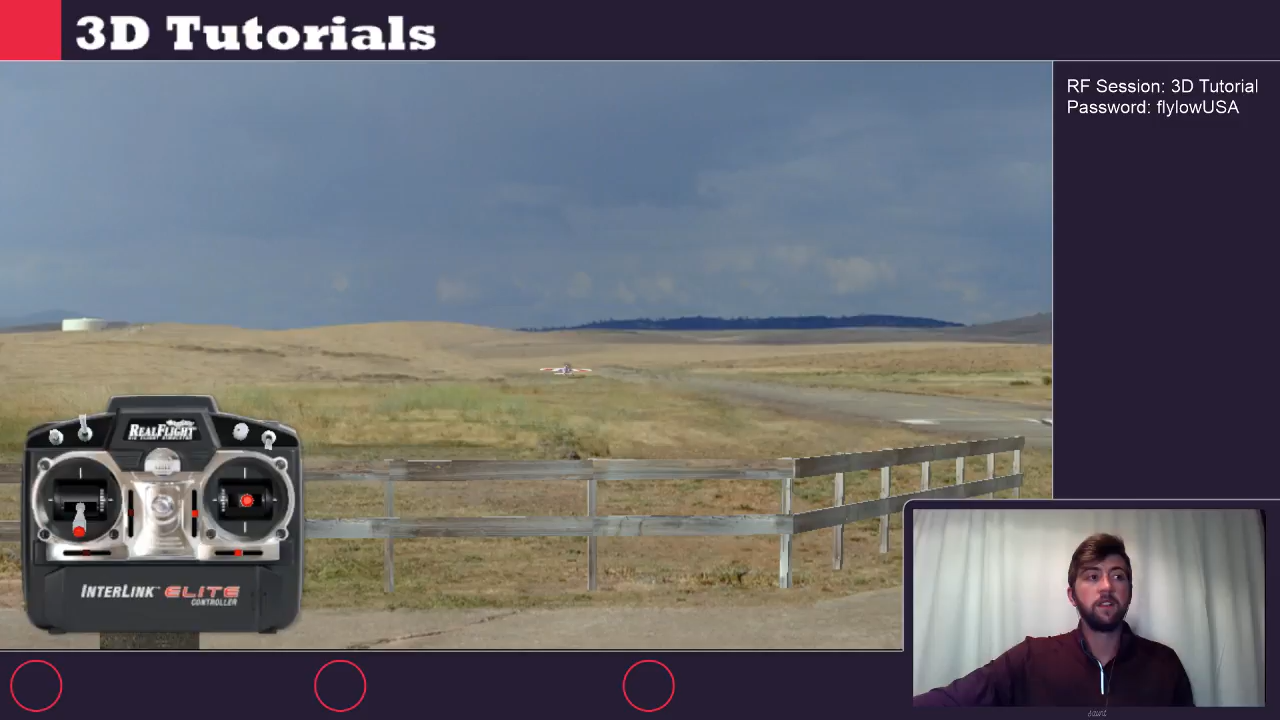 3D Tutorials
RF Session: 3D Tutorial
Password: flylowUSA
REALFLIGHT
INTERLINK ELITE
CONTROLLER